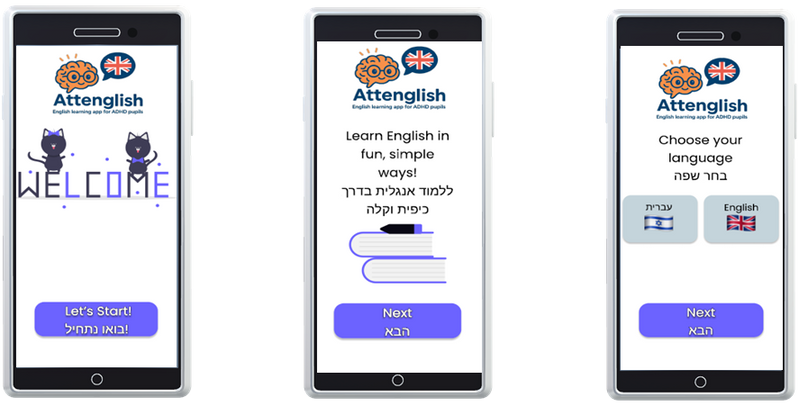 Attenglish
English learning app for ADHD pupils
WELCOME
Let's Start!
בואו נתחיל!
Attenglish
English learning app for ADHD pupils
Learn English in
fun, simple
ways!
ללמוד אנגלית בדרך
כיפית וקלה
Next
הבא
Attenglish
English learning app for ADHD pupils
Choose your
language
בחר שפה
עברית
English
Next
הבא